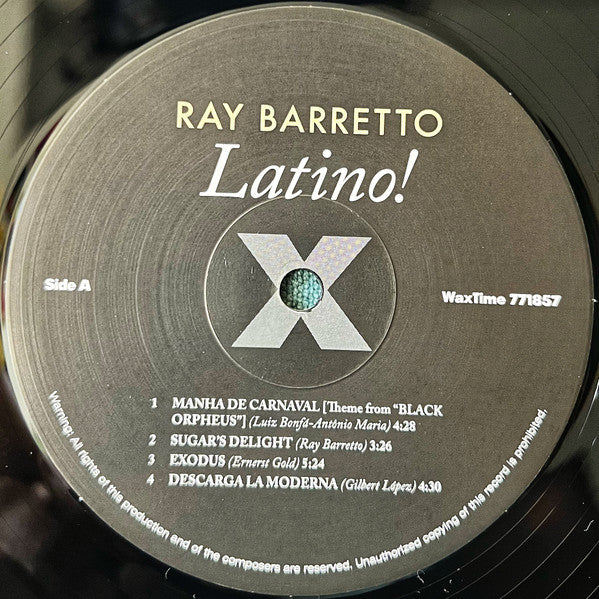 RAY BARRETTO
Latino!
X
Side A
WaxTime 771857
1 MANHA DE CARNAVAL [Theme from “BLACK
ORPHEUS”] (Luiz Bonfá-Antônio Maria) 4:28
2 SUGAR'S DELIGHT (Ray Barretto) 3:26
3 EXODUS (Ernerst Gold) 5:24
4 DESCARGA LA MODERNA (Gilbert López) 4:30
Warning: All rights of this production and of the composers are reserved. Unauthorized copying of this record is prohibited.